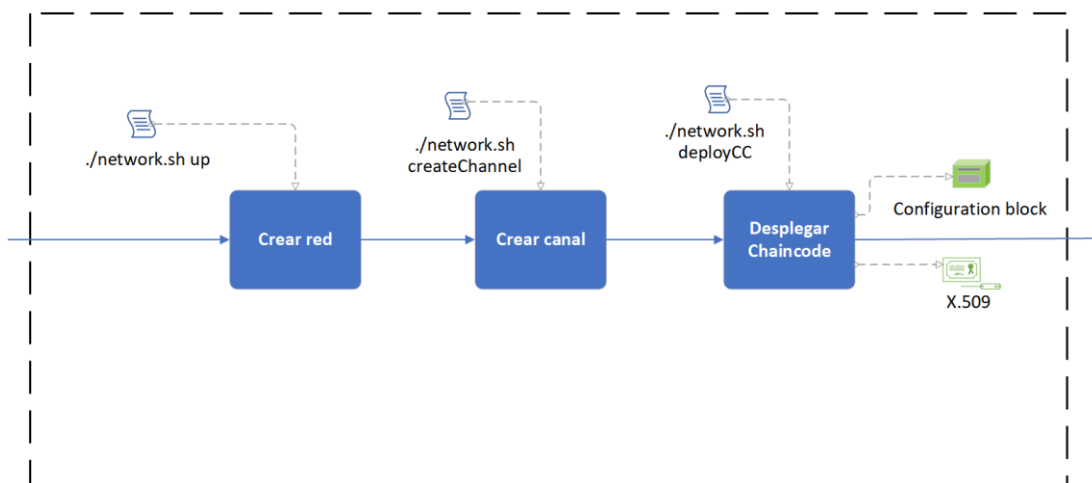 ./network.sh up
./network.sh
createChannel
./network.sh
deployCC
Crear red
Crear canal
Desplegar
Chaincode
Configuration block
X.509